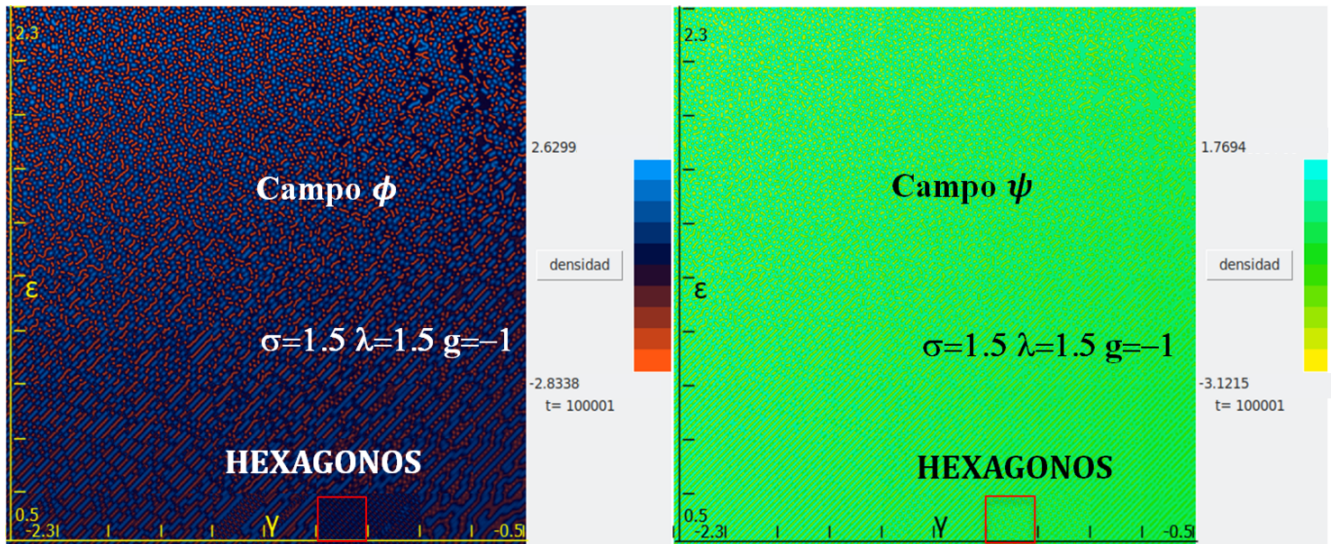 2.3
Campo ϕ
ε
σ=1.5 λ=1.5 g=−1
HEXAGONOS
0.5
-2.3
γ
-0.5
2.6299
densidad
-2.8338
t= 100001
2.3
Campo ψ
ε
σ=1.5 λ=1.5 g=−1
HEXAGONOS
0.5
-2.3
γ
-0.5
1.7694
densidad
-3.1215
t= 100001